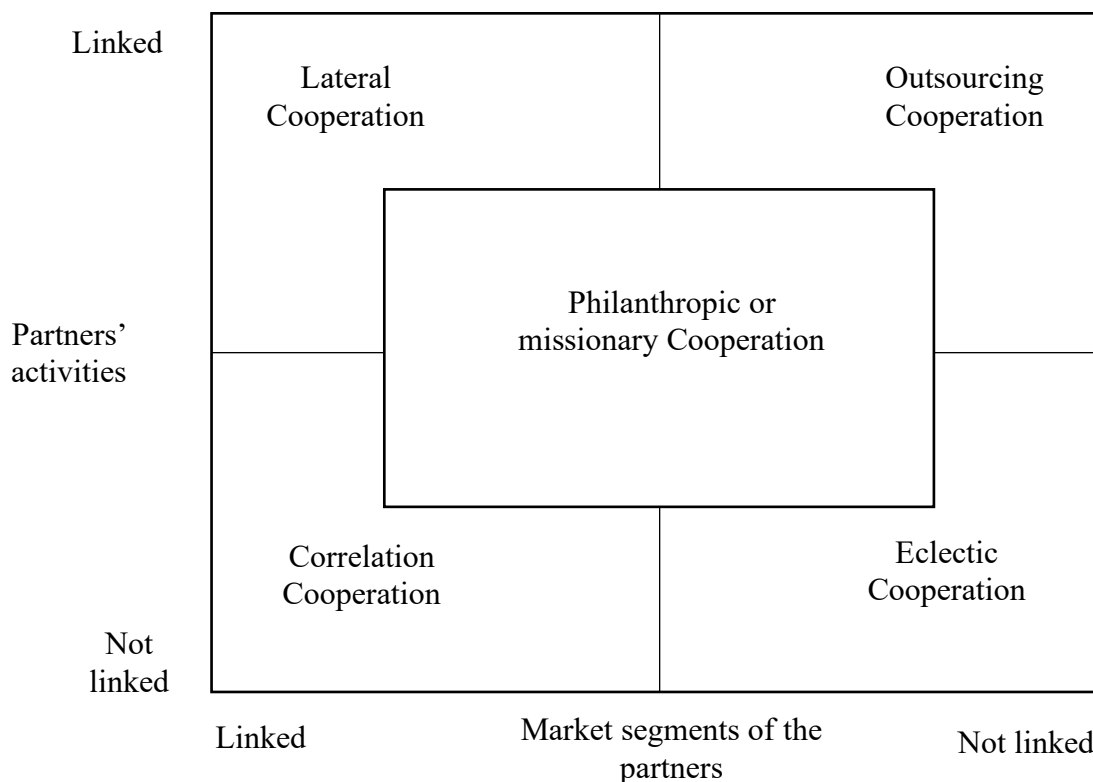 Linked
Lateral
Cooperation
Outsourcing
Cooperation
Partners’
activities
Philanthropic or
missionary Cooperation
Correlation
Cooperation
Eclectic
Cooperation
Not
linked
Linked
Market segments of the
partners
Not linked